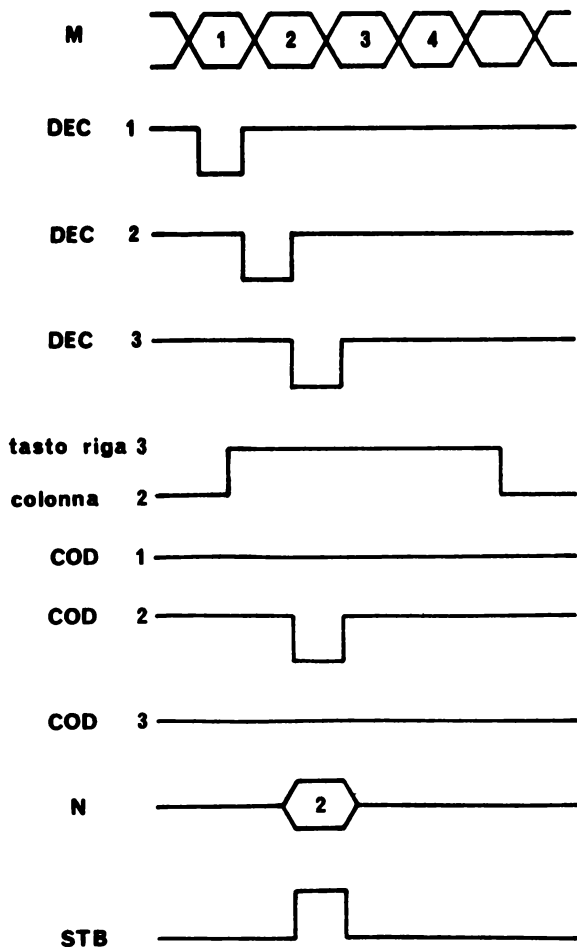 M 1 2 3 4
DEC 1
DEC 2
DEC 3
tasto riga 3
colonna 2
COD 1
COD 2
COD 3
N 2
STB